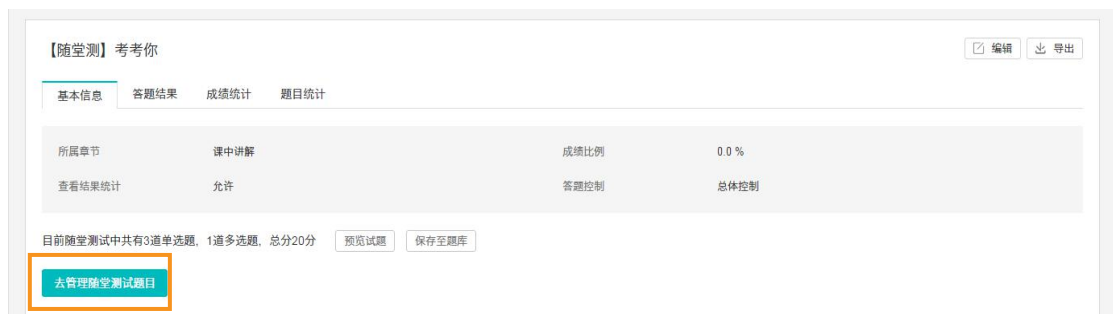 【随堂测】考考你
编辑 导出
基本信息 答题结果 成绩统计 题目统计
所属章节 课中讲解 成绩比例 0.0 %
查看结果统计 允许 答题控制 总体控制
目前随堂测试中共有3道单选题，1道多选题，总分20分 预览试题 保存至题库
去管理随堂测试题目